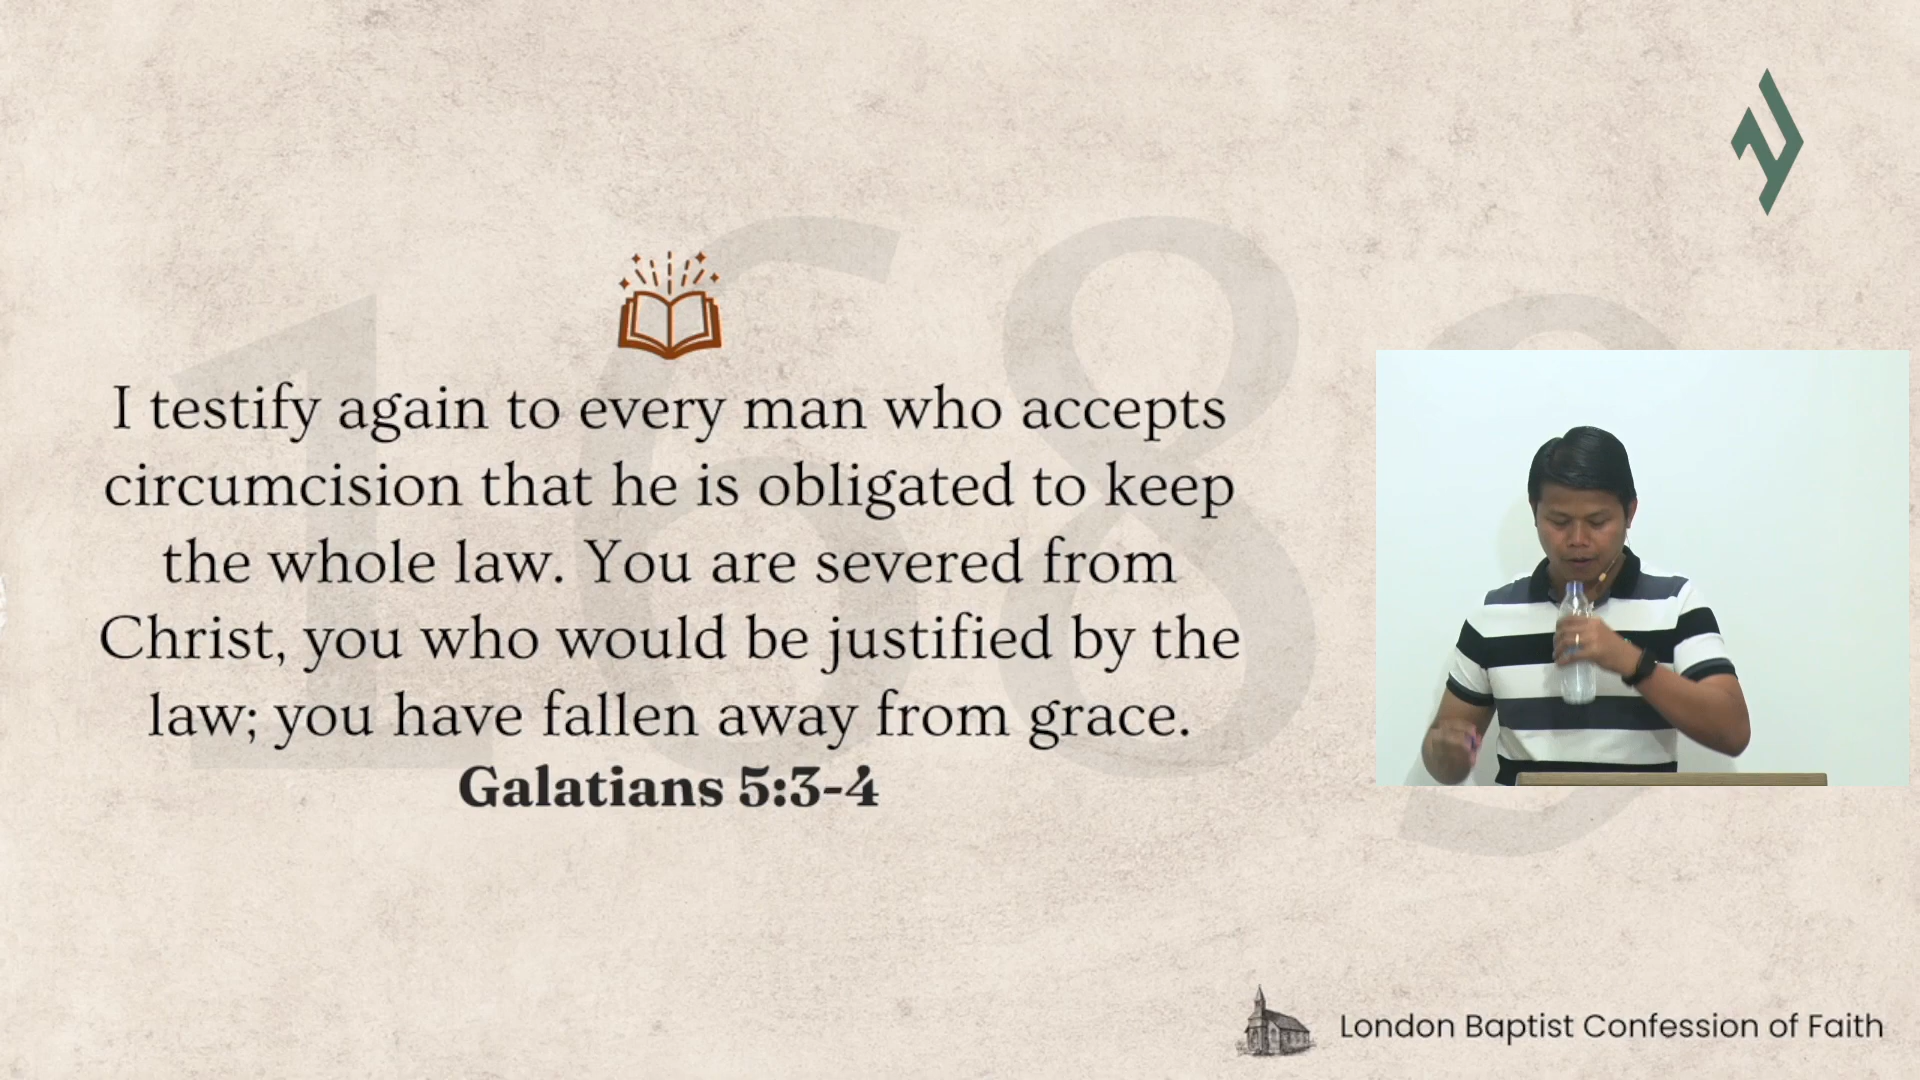 1689
I testify again to every man who accepts
circumcision that he is obligated to keep
the whole law. You are severed from
Christ, you who would be justified by the
law; you have fallen away from grace.
Galatians 5:3-4
London Baptist Confession of Faith